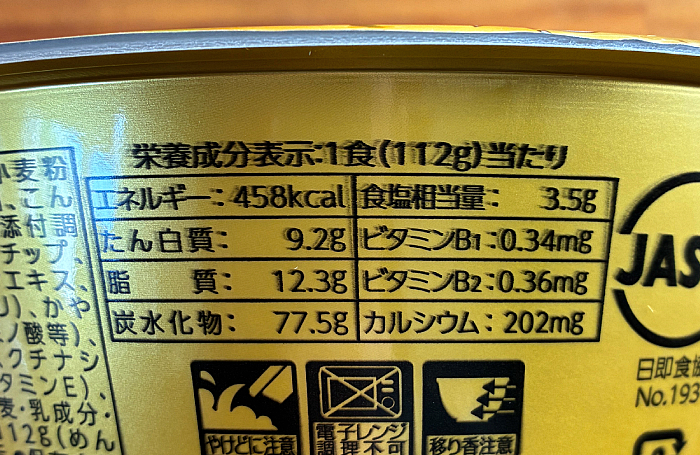 栄養成分表示:1食(112g)当たり
エネルギー: 458kcal 食塩相当量: 3.5g
たん白質: 9.2g ビタミンB1:0.34mg
脂質: 12.3g ビタミンB2:0.36mg
炭水化物: 77.5g カルシウム: 202mg
小麦粉
、こん
添付調
チップ、
エキス、
)、かや
ノ酸等)、
クチナシ
タミンE)、
麦・乳成分・
12g(めん
JAS
日即食協
No.193
やけどに注意
電子レンジ
調理不可
移り香注意